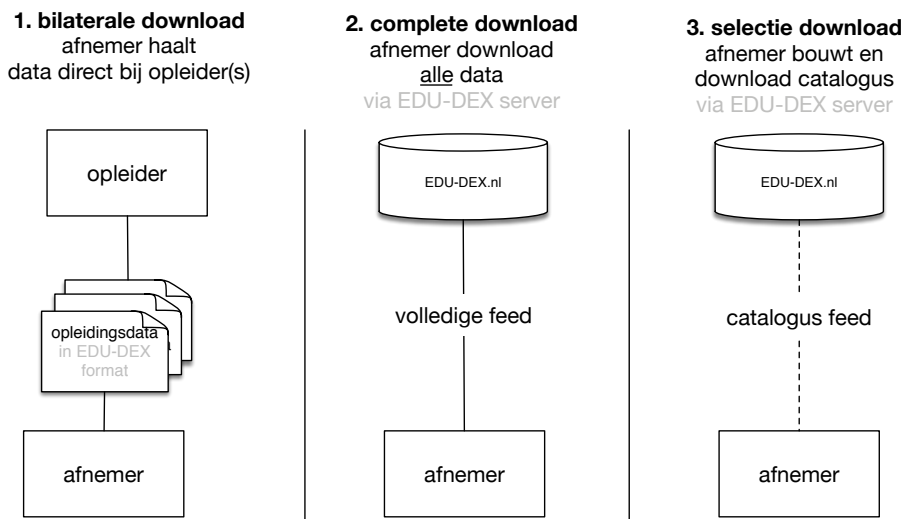 1. bilaterale download
afnemer haalt
data direct bij opleider(s)
opleider
opleidingsdata
in EDU-DEX
format
afnemer
2. complete download
afnemer download
alle data
via EDU-DEX server
EDU-DEX.nl
volledige feed
afnemer
3. selectie download
afnemer bouwt en
download catalogus
via EDU-DEX server
EDU-DEX.nl
catalogus feed
afnemer